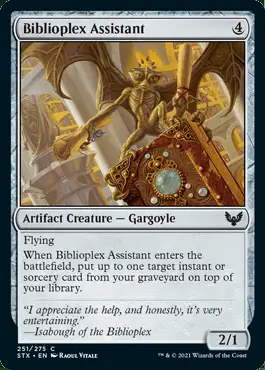 Biblioplex Assistant 4
Artifact Creature — Gargoyle
Flying
When Biblioplex Assistant enters the
battlefield, put up to one target instant or
sorcery card from your graveyard on top of
your library.
“I appreciate the help, and honestly, it’s very
entertaining.”
—Isabough of the Biblioplex
2/1
251/275 C
STX • EN Raoul Vitale
™ & © 2021 Wizards of the Coast